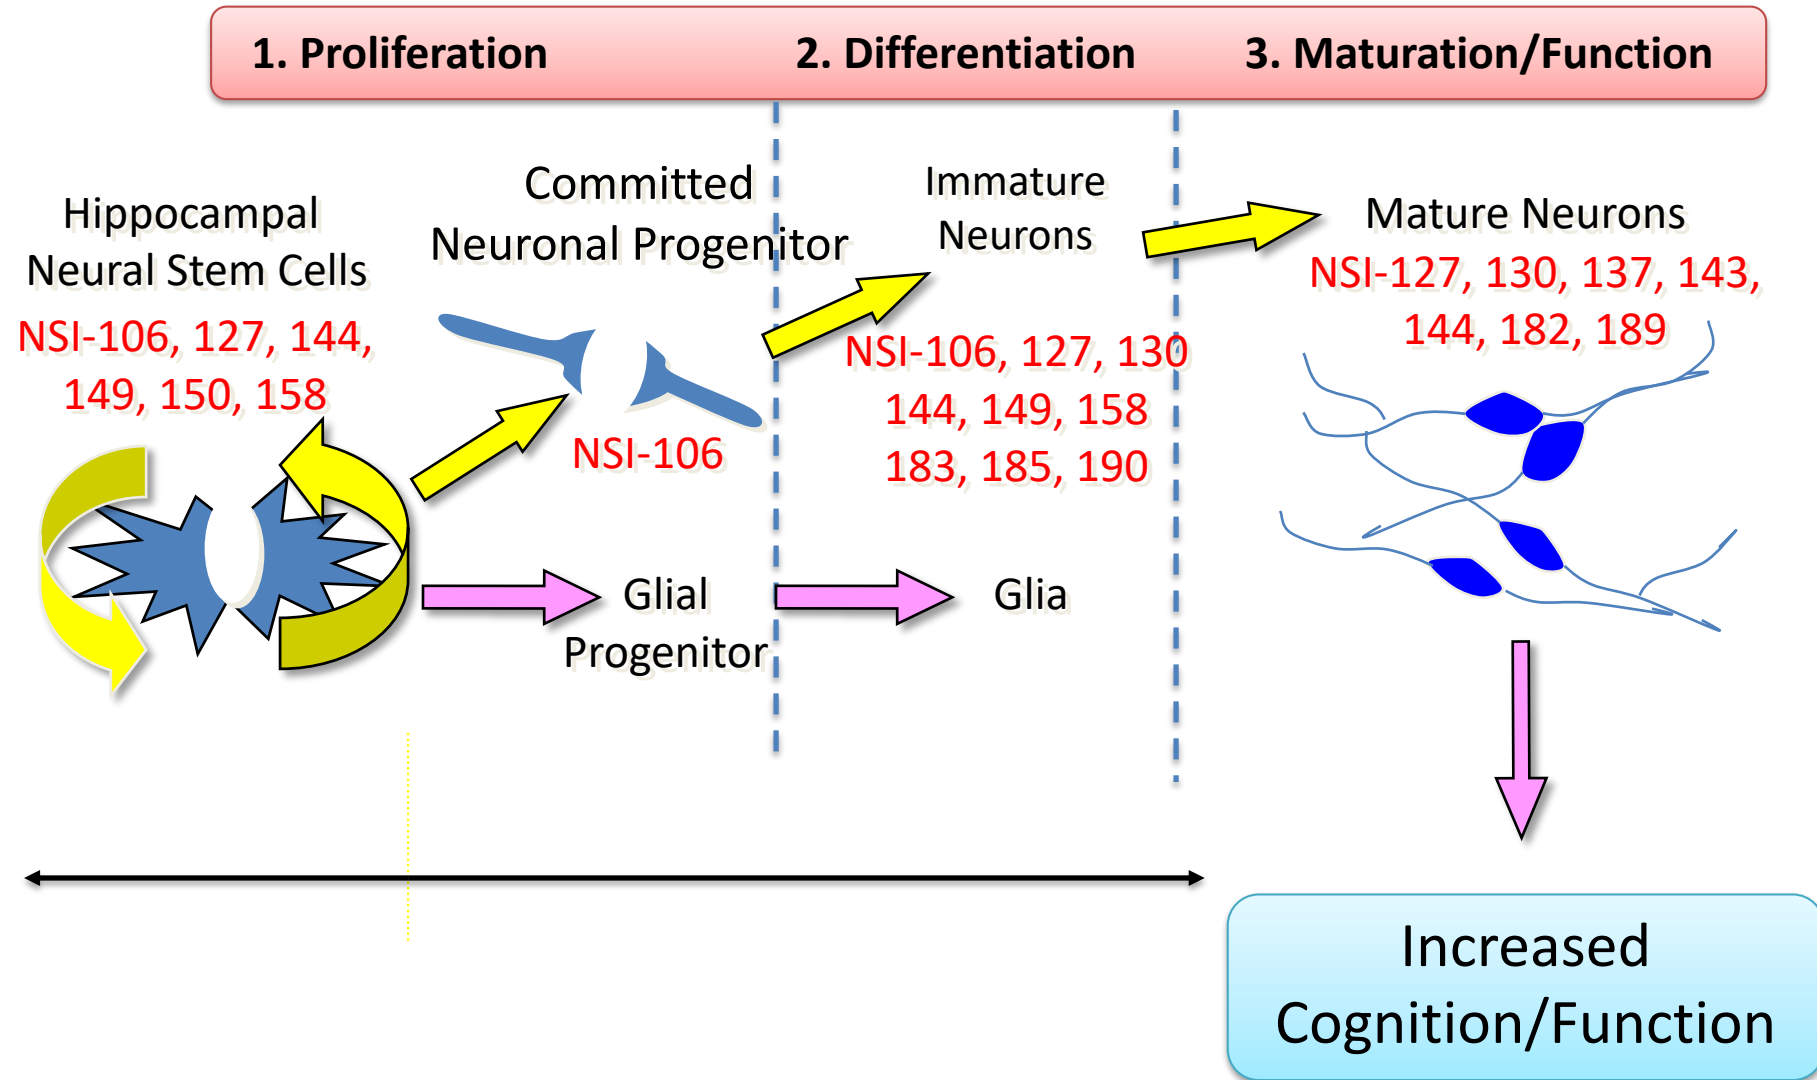 1. Proliferation
2. Differentiation
3. Maturation/Function
Hippocampal
Neural Stem Cells
NSI-106, 127, 144,
149, 150, 158
Committed
Neuronal Progenitor
NSI-106
Immature
Neurons
NSI-106, 127, 130
144, 149, 158
183, 185, 190
Mature Neurons
NSI-127, 130, 137, 143,
144, 182, 189
Glial
Progenitor
Glia
Increased
Cognition/Function